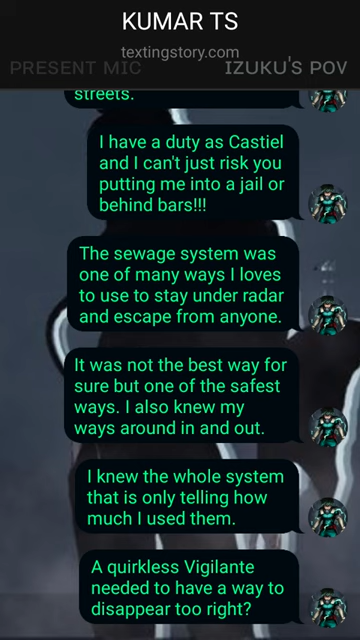 KUMAR TS
textingstory.com
PRESENT MIC
IZUKU'S POV
streets.
I have a duty as Castiel
and I can't just risk you
putting me into a jail or
behind bars!!!
The sewage system was
one of many ways I loves
to use to stay under radar
and escape from anyone.
It was not the best way for
sure but one of the safest
ways. I also knew my
ways around in and out.
I knew the whole system
that is only telling how
much I used them.
A quirkless Vigilante
needed to have a way to
disappear too right?